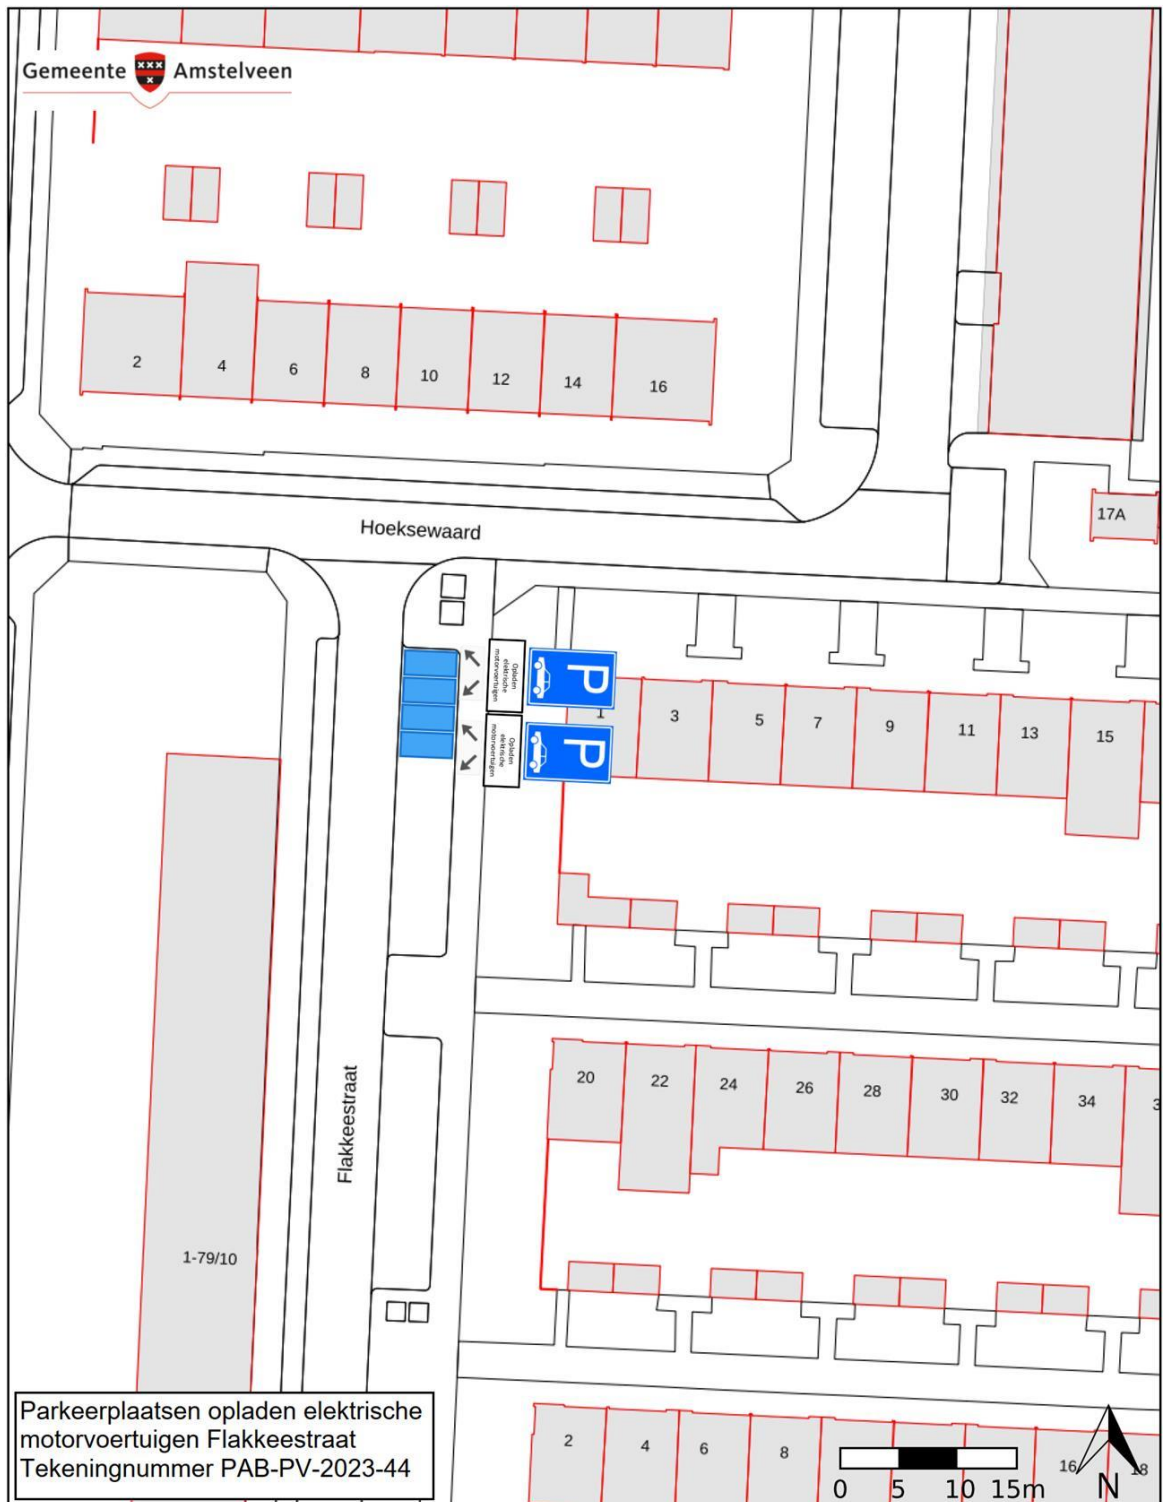 Gemeente Amstelveen
2 4 6 8 10 12 14 16
17A
Hoeksewaard
Opladen
elektrische
motorvoertuigen
P
Opladen
elektrische
motorvoertuigen
P
1 3 5 7 9 11 13 15
20 22 24 26 28 30 32 34
Flakkeestraat
1-79/10
2 4 6 8 16 18
Parkeerplaatsen opladen elektrische
motorvoertuigen Flakkeestraat
Tekeningnummer PAB-PV-2023-44
0 5 10 15m
N